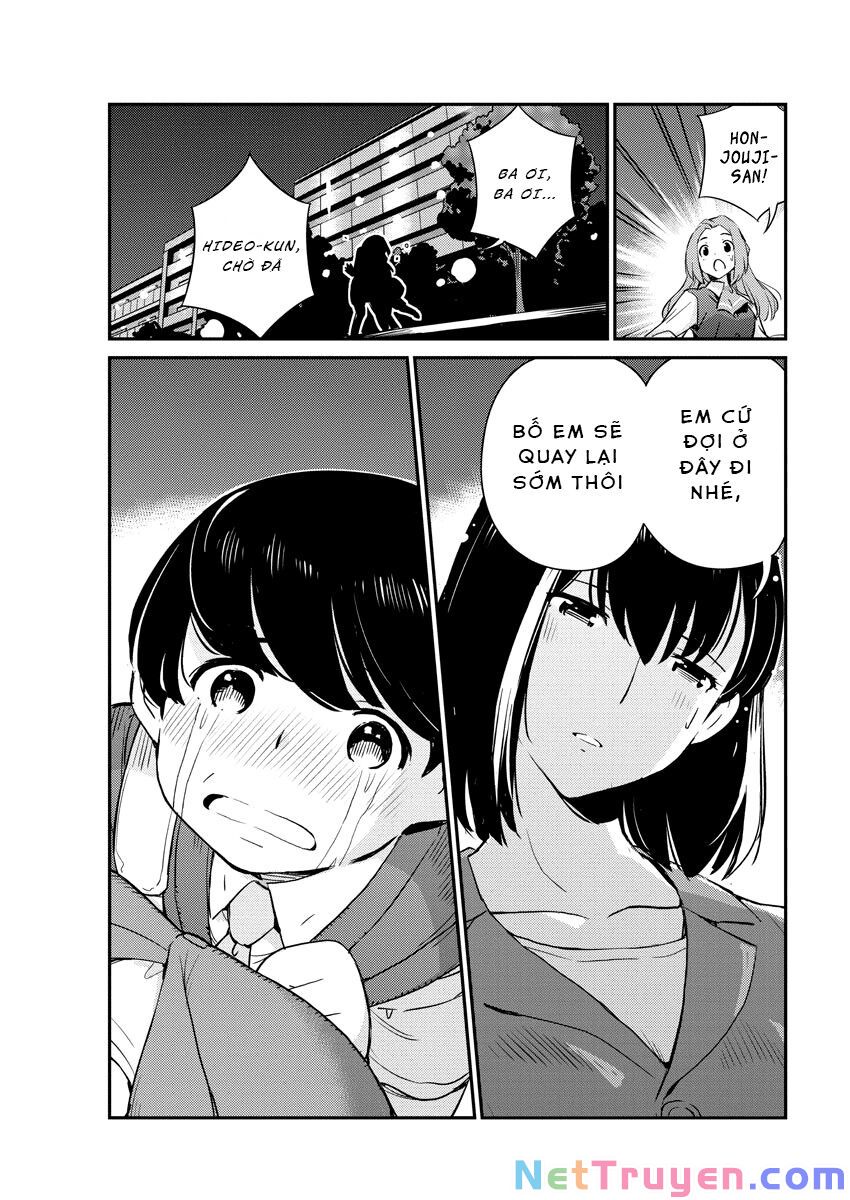 HON-
JOUJI-
SAN!
BA ƠI,
BA ƠI...
HIDEO-KUN,
CHỜ ĐÃ
EM CỨ
ĐỢI Ở
ĐÂY ĐI
NHÉ,
BỐ EM SẼ
QUAY LẠI
SỚM THÔI
NetTruyen.com